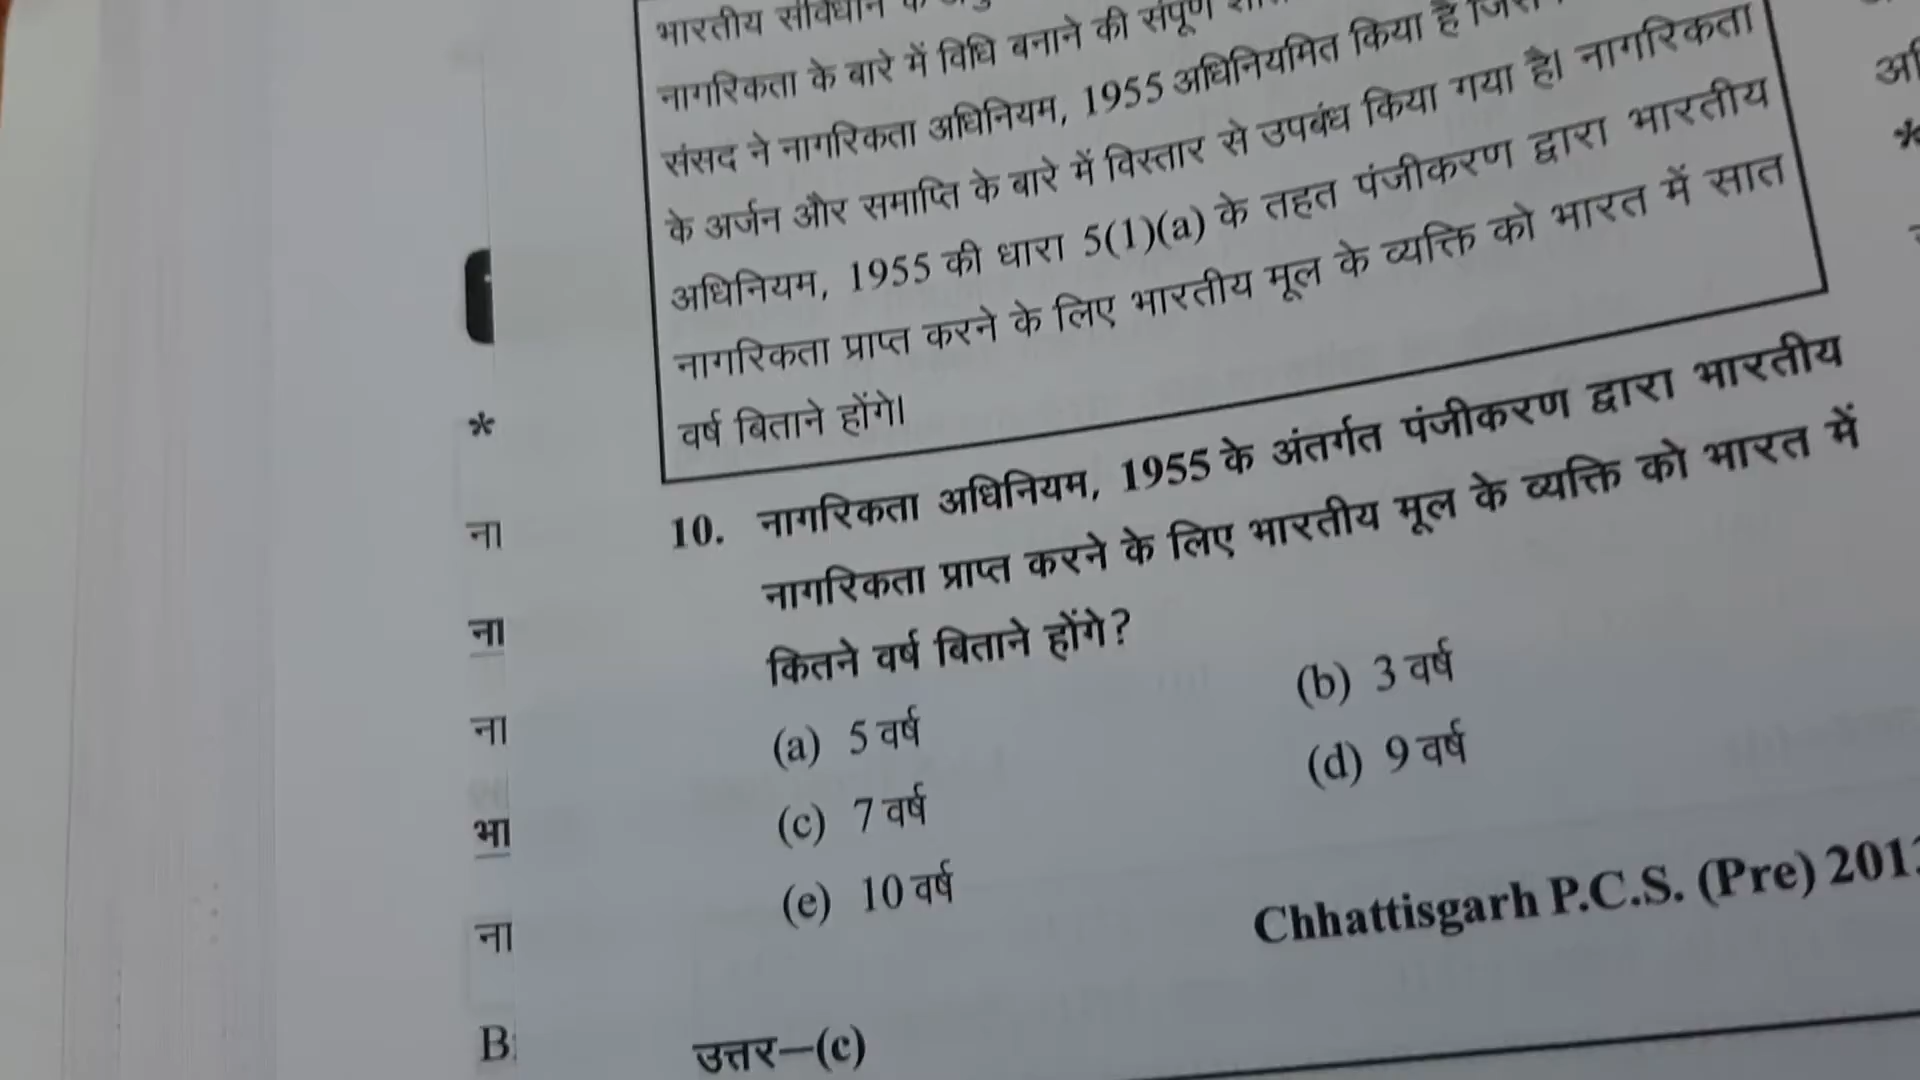 भारतीय संविधान
नागरिकता के बारे में विधि बनाने की संपूर्ण
संसद ने नागरिकता अधिनियम, 1955 अधिनियमित किया है
के अर्जन और समाप्ति के बारे में विस्तार से उपबंध किया गया है। नागरिकता
अधिनियम, 1955 की धारा 5(1)(a) के तहत पंजीकरण द्वारा भारतीय
नागरिकता प्राप्त करने के लिए भारतीय मूल के व्यक्ति को भारत में सात
वर्ष बिताने होंगे।
10. नागरिकता अधिनियम, 1955 के अंतर्गत पंजीकरण द्वारा भारतीय
नागरिकता प्राप्त करने के लिए भारतीय मूल के व्यक्ति को भारत में
कितने वर्ष बिताने होंगे?
(a) 5 वर्ष (b) 3 वर्ष
(c) 7 वर्ष (d) 9 वर्ष
(e) 10 वर्ष
Chhattisgarh P.C.S. (Pre)
उत्तर–(c)
*
ना
ना
ना
भा
ना
B
*